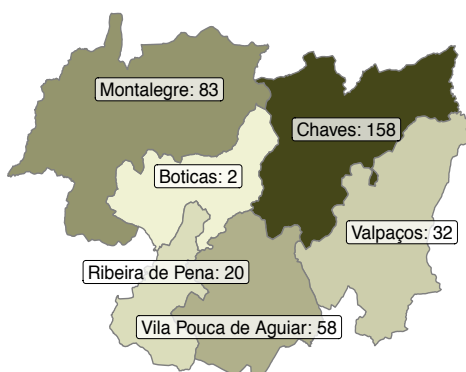 Montalegre: 83
Chaves: 158
Boticas: 2
Valpaços: 32
Ribeira de Pena: 20
Vila Pouca de Aguiar: 58